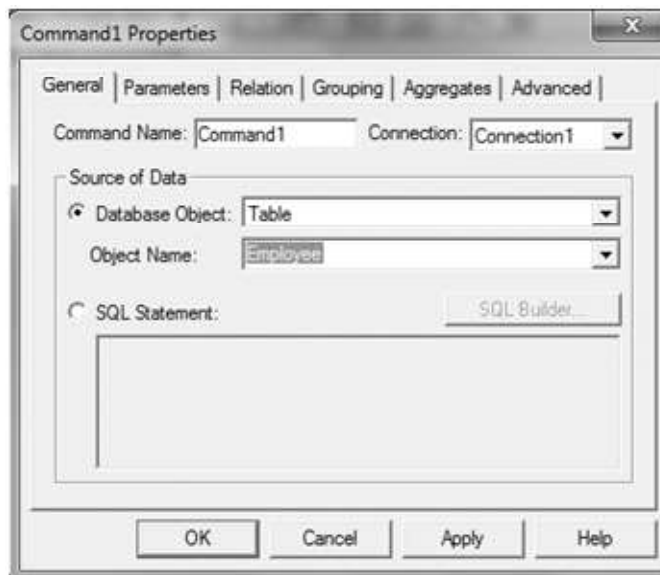 Command1 Properties
General Parameters Relation Grouping Aggregates Advanced
Command Name: Command1 Connection: Connection1
Source of Data
Database Object: Table
Object Name: Employee
SQL Statement: SQL Builder...
OK Cancel Apply Help